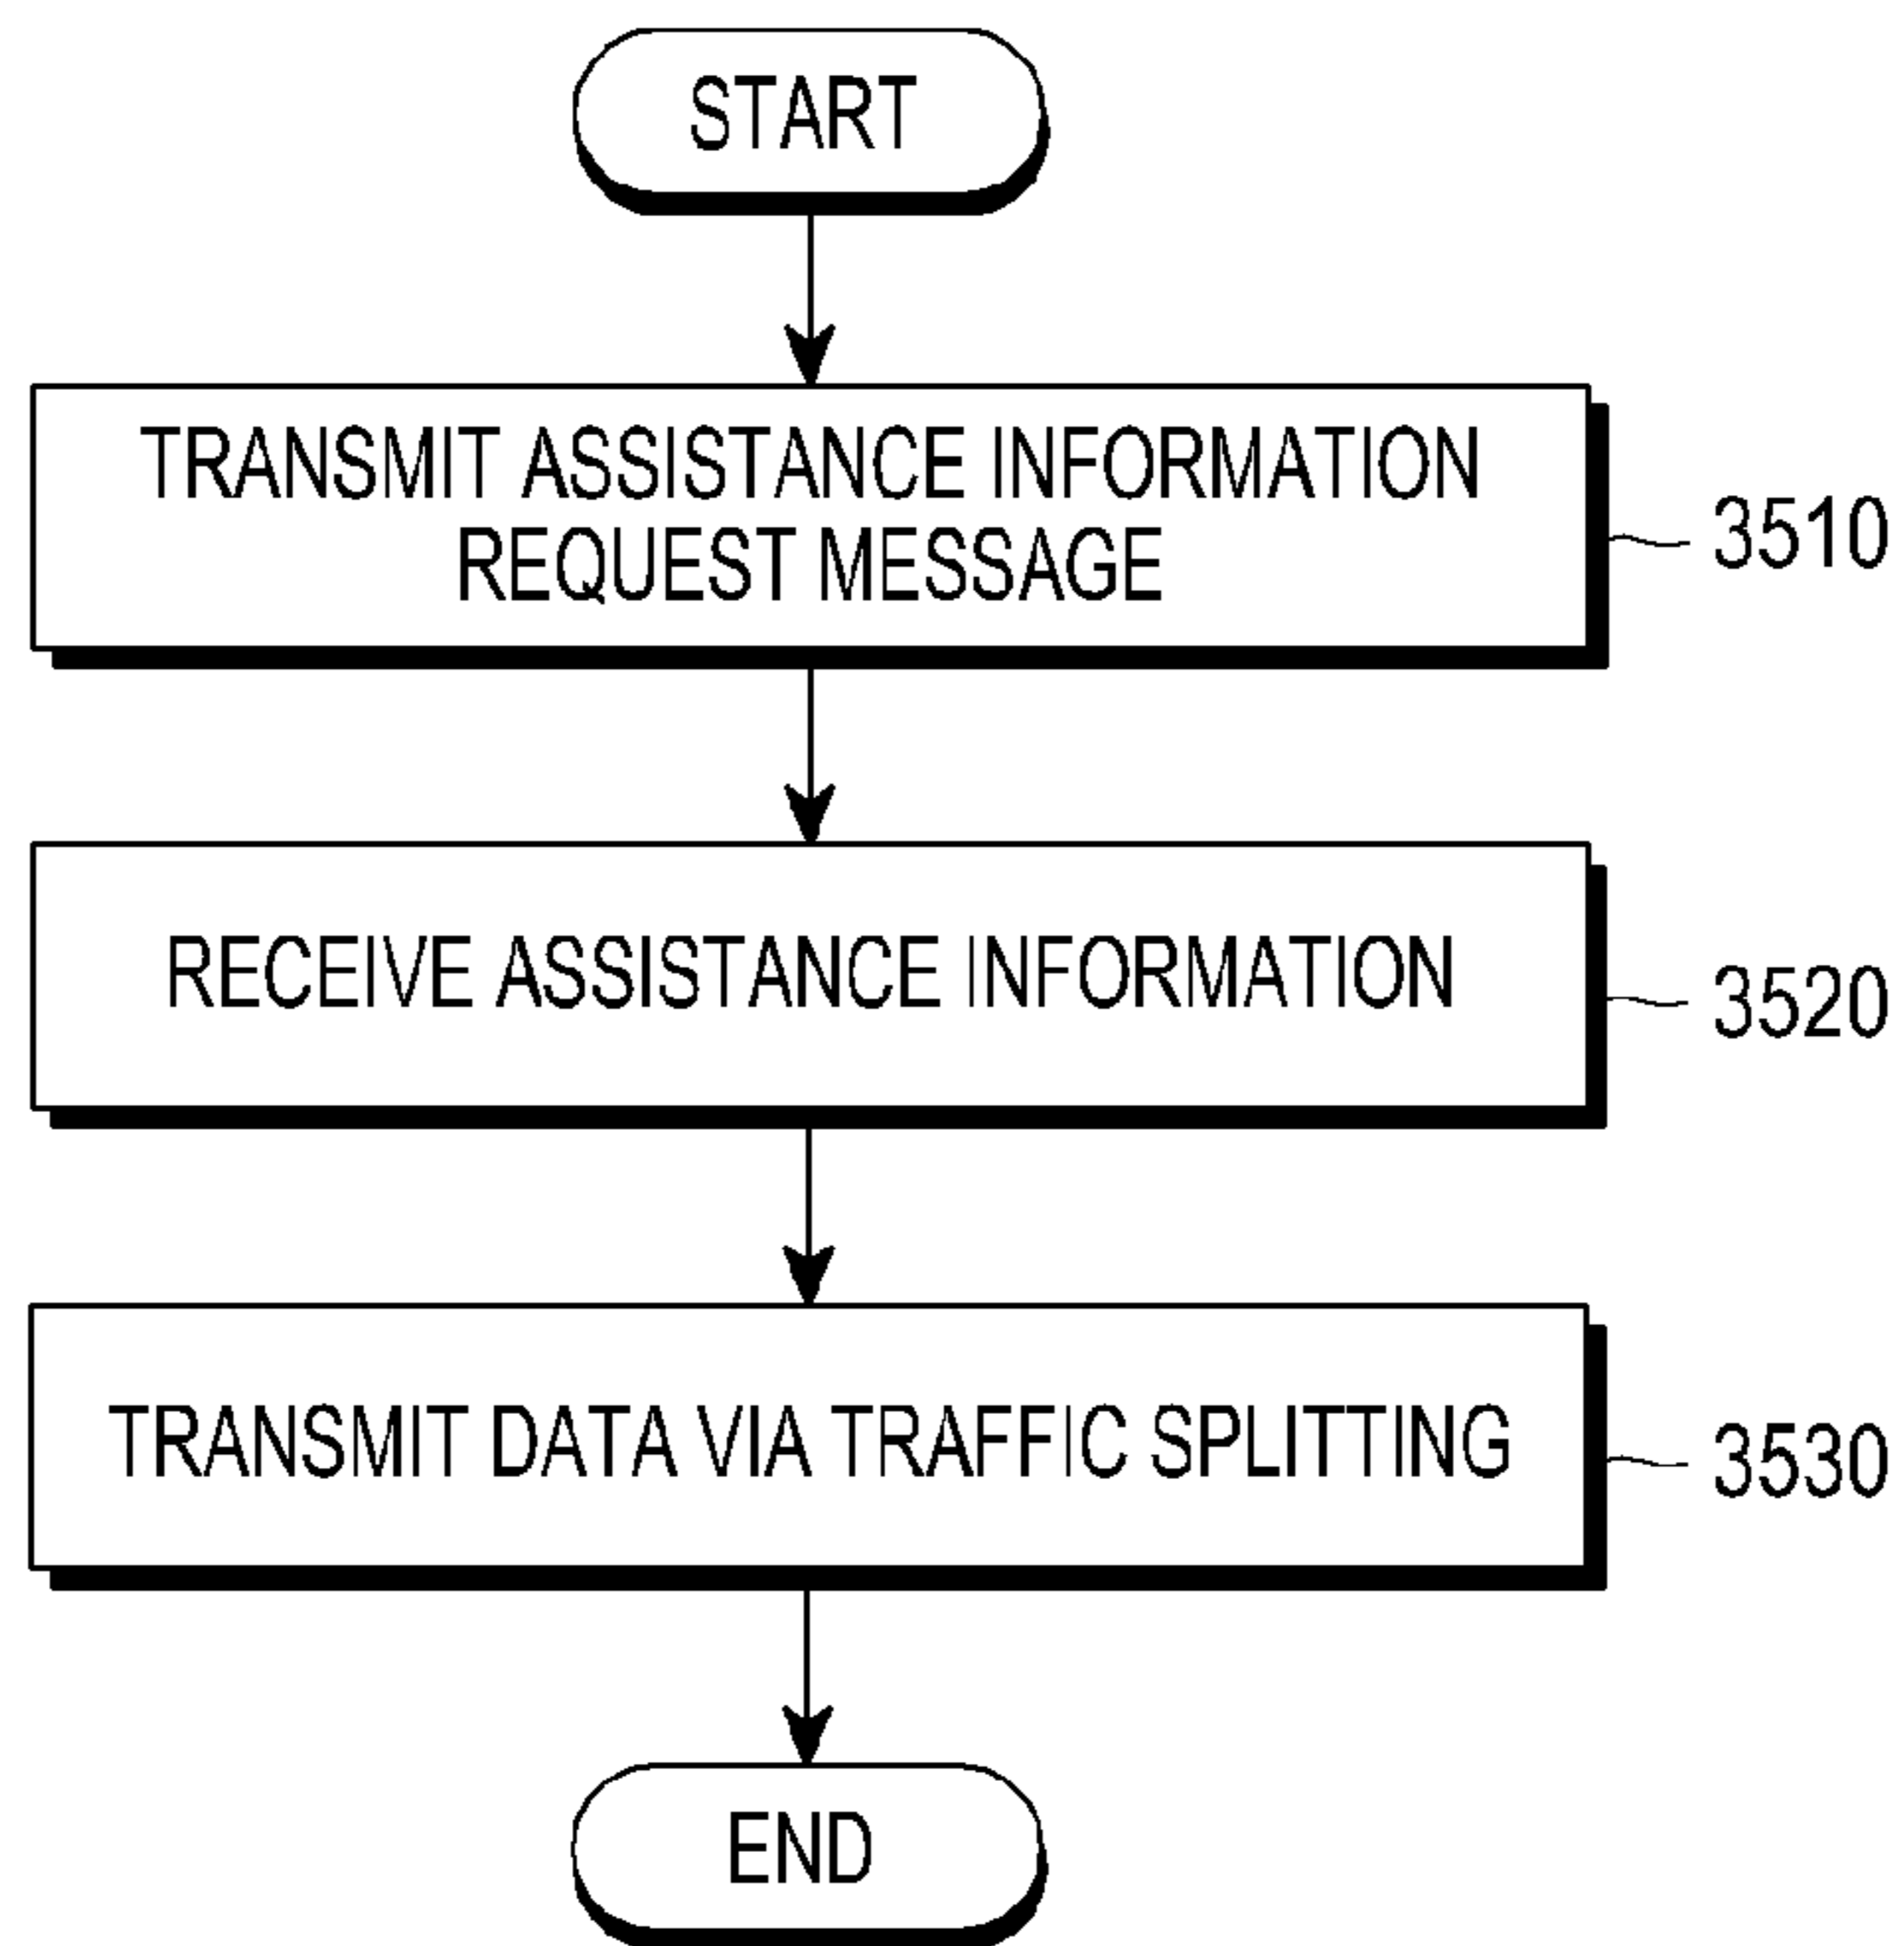 START
TRANSMIT ASSISTANCE INFORMATION
REQUEST MESSAGE
3510
RECEIVE ASSISTANCE INFORMATION
3520
TRANSMIT DATA VIA TRAFFIC SPLITTING
3530
END